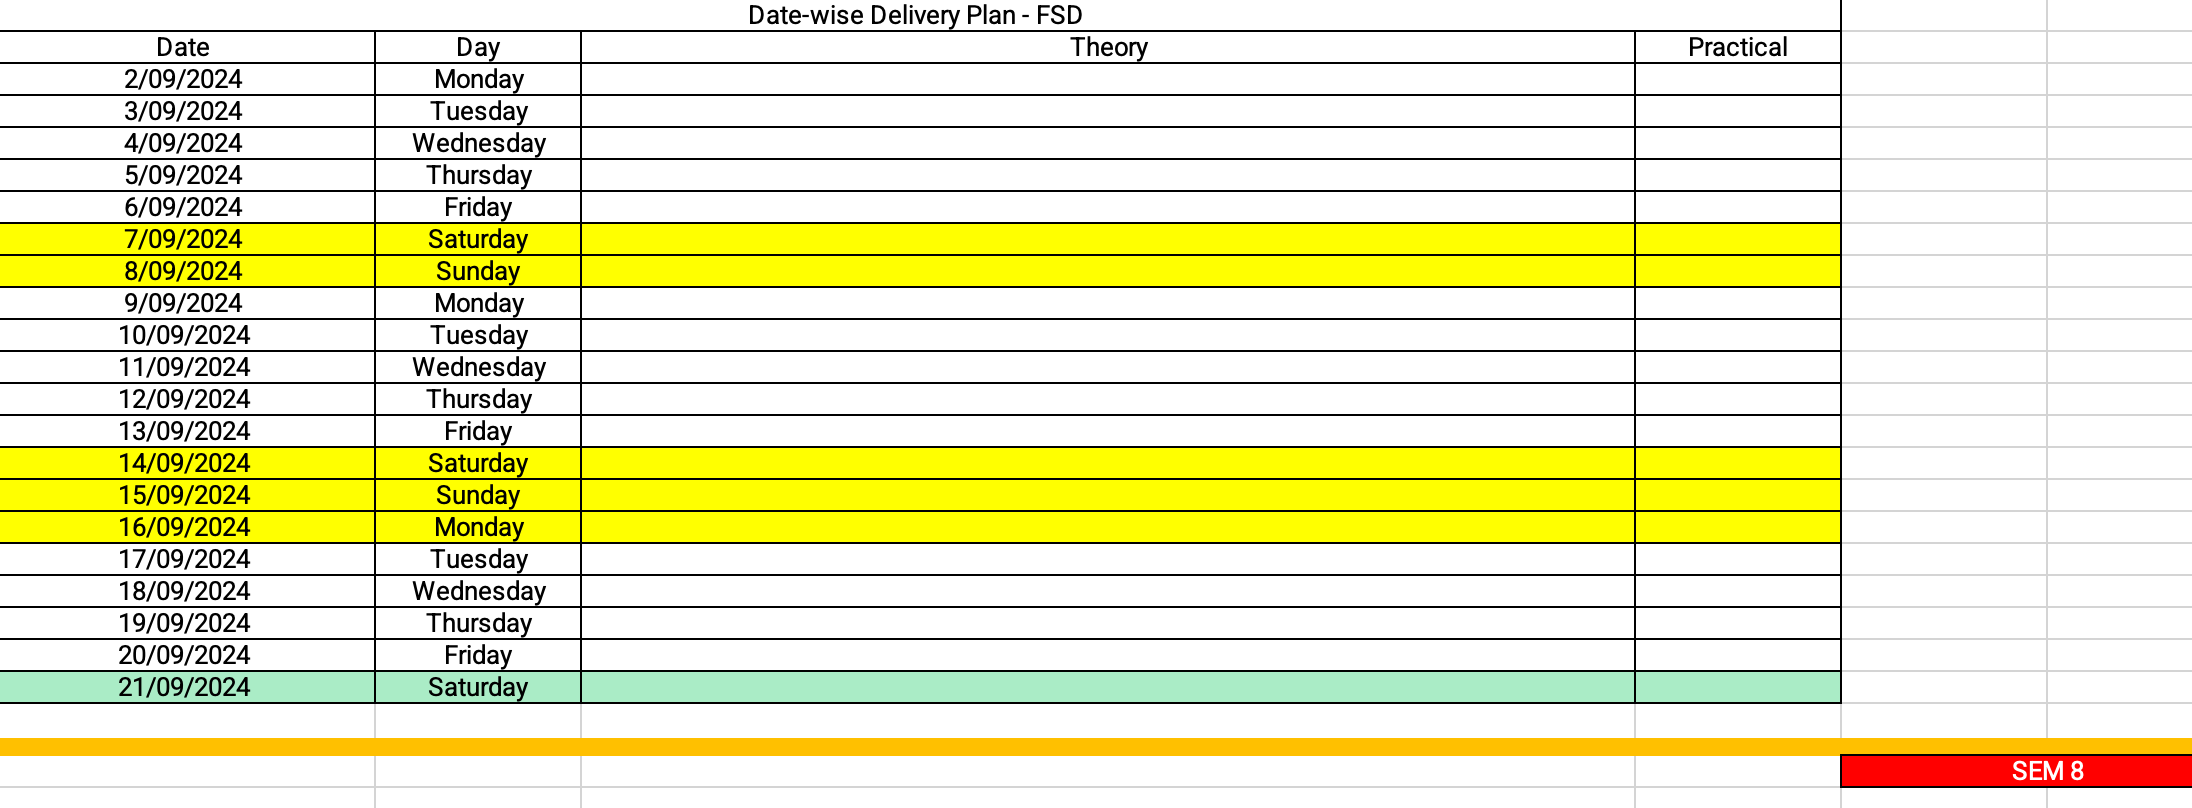 Date-wise Delivery Plan - FSD
Date Day Theory Practical
2/09/2024 Monday
3/09/2024 Tuesday
4/09/2024 Wednesday
5/09/2024 Thursday
6/09/2024 Friday
7/09/2024 Saturday
8/09/2024 Sunday
9/09/2024 Monday
10/09/2024 Tuesday
11/09/2024 Wednesday
12/09/2024 Thursday
13/09/2024 Friday
14/09/2024 Saturday
15/09/2024 Sunday
16/09/2024 Monday
17/09/2024 Tuesday
18/09/2024 Wednesday
19/09/2024 Thursday
20/09/2024 Friday
21/09/2024 Saturday
SEM 8